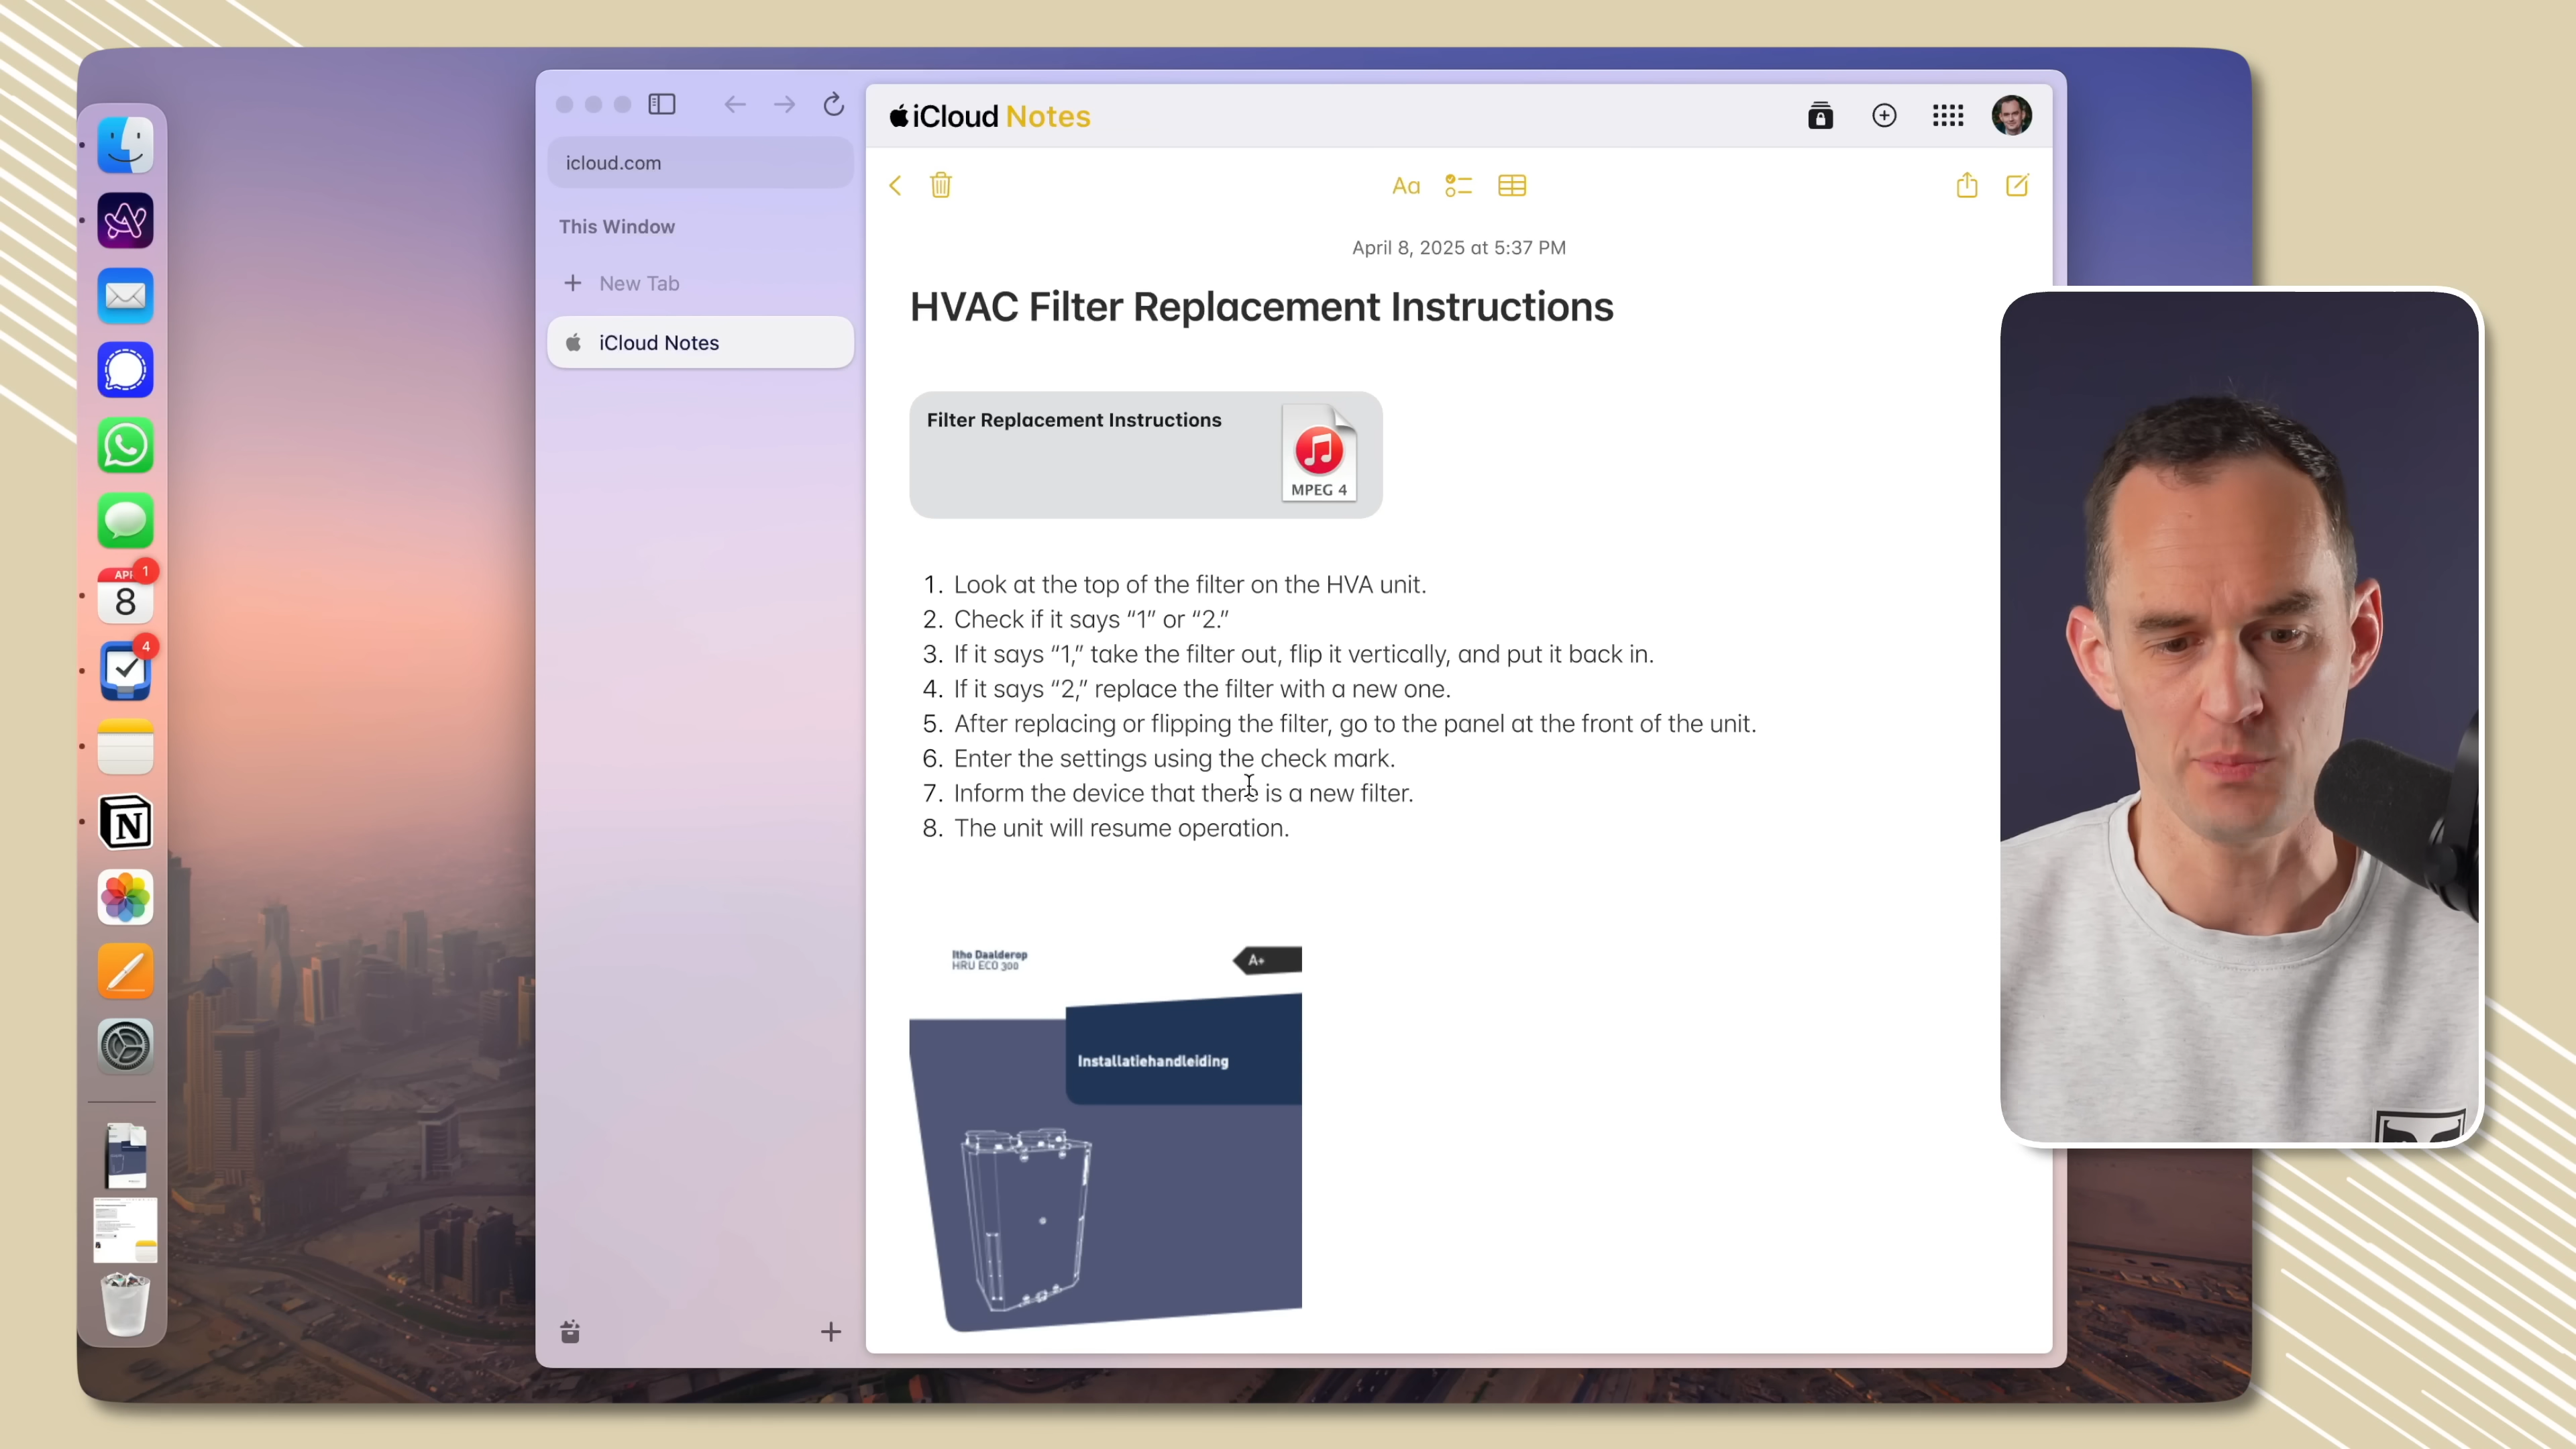 iCloud Notes
icloud.com
This Window
New Tab
iCloud Notes
April 8, 2025 at 5:37 PM
HVAC Filter Replacement Instructions
Filter Replacement Instructions
MPEG 4
1. Look at the top of the filter on the HVA unit.
2. Check if it says “1” or “2.”
3. If it says “1,” take the filter out, flip it vertically, and put it back in.
4. If it says “2,” replace the filter with a new one.
5. After replacing or flipping the filter, go to the panel at the front of the unit.
6. Enter the settings using the check mark.
7. Inform the device that there is a new filter.
8. The unit will resume operation.
Itho Daalderop
HRU ECO 300
A+
Installatiehandleiding
Aa
APR
1
8
4
N